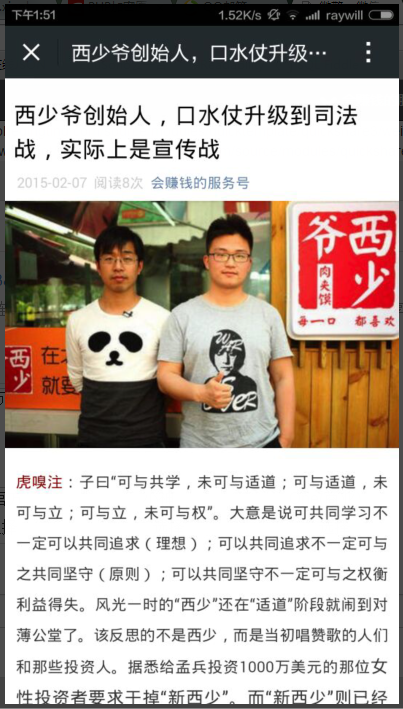 下午1:51
1.52K/s
raywill
西少爷创始人，口水仗升级…
西少爷创始人，口水仗升级到司法
战，实际上是宣传战
2015-02-07 阅读8次 会赚钱的服务号
爷西少
肉夹馍
每一口 都喜欢
西少
在
就要
WAR
OVER
虎嗅注：子曰“可与共学，未可与适道；可与适道，未
可与立；可与立，未可与权”。大意是说可共同学习不
一定可以共同追求（理想）；可以共同追求不一定可与
之共同坚守（原则）；可以共同坚守不一定可与之权衡
利益得失。风光一时的“西少”还在“适道”阶段就闹到对
薄公堂了。该反思的不是西少，而是当初唱赞歌的人们
和那些投资人。据悉给孟兵投资1000万美元的那位女
性投资者要求干掉“新西少”。而“新西少”则已经